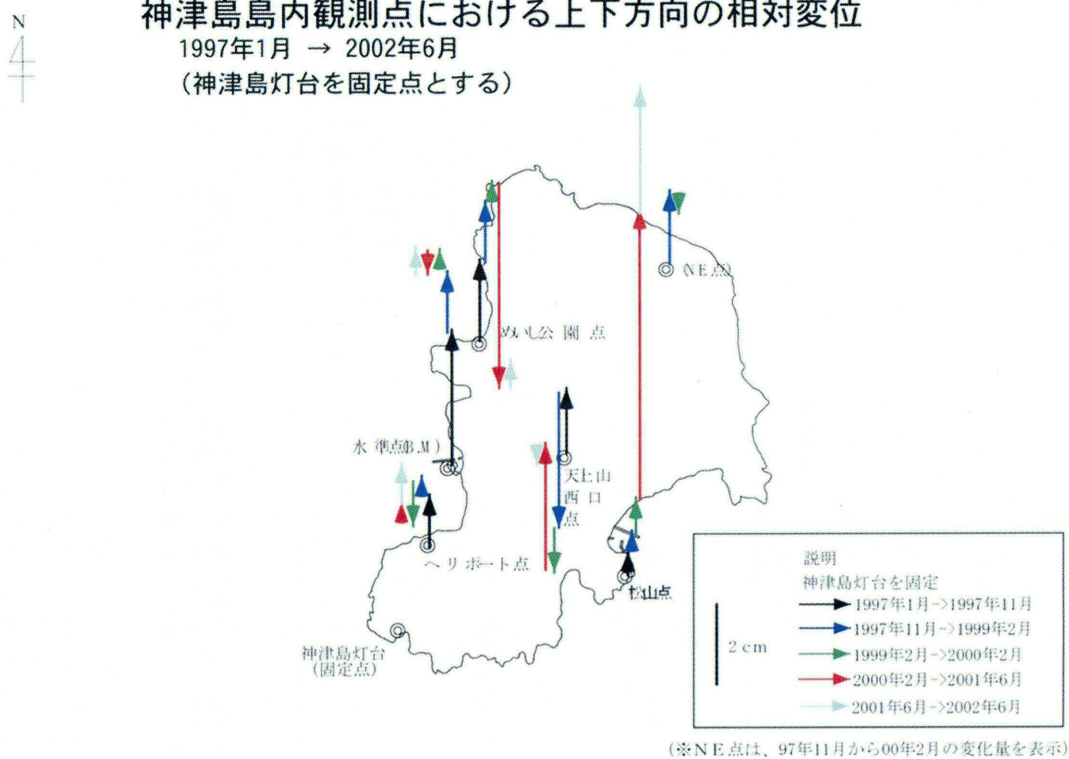 神津島島内観測点における上下方向の相対変位
1997年1月 → 2002年6月
(神津島灯台を固定点とする)
N
(NE点)
めいし公園点
水準点(B.M)
天上山
西口
点
ヘリポート点
松山点
神津島灯台
(固定点)
説明
神津島灯台を固定
2cm
1997年1月->1997年11月
1997年11月->1999年2月
1999年2月->2000年2月
2000年2月->2001年6月
2001年6月->2002年6月
(※NE点は、97年11月から00年2月の変化量を表示)